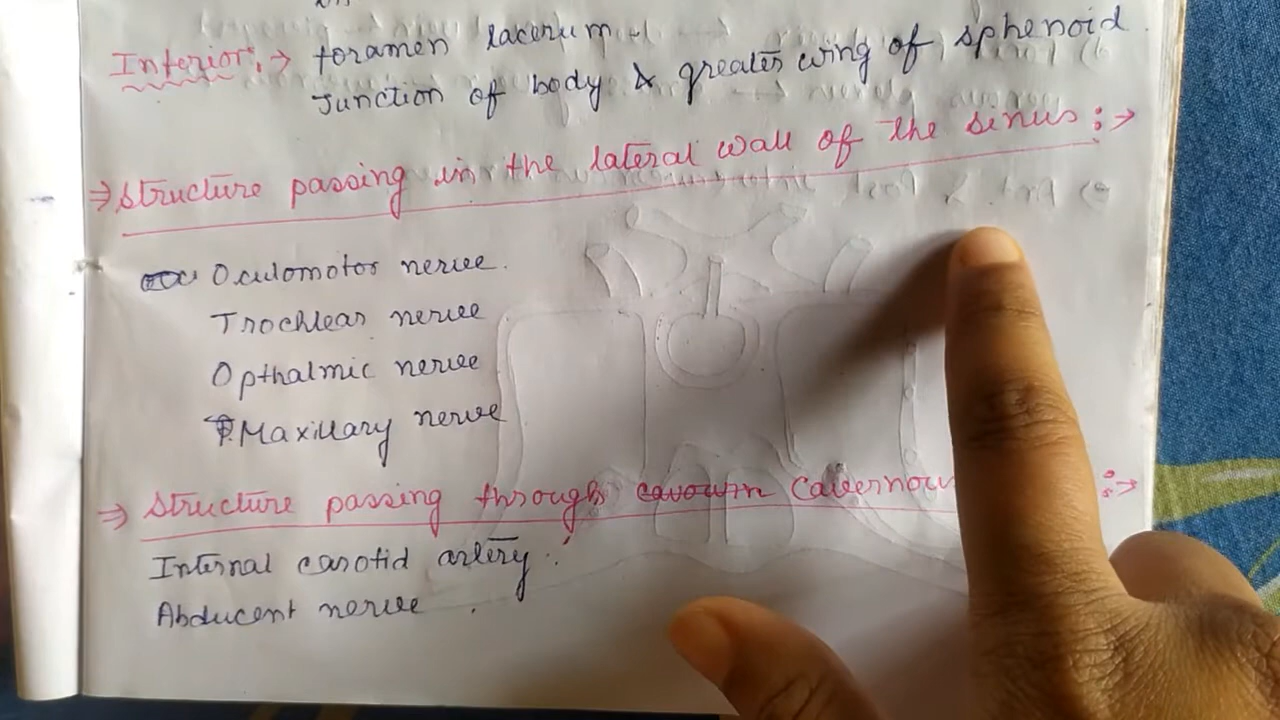 Inferior :→ foramen lacerum
Junction of body & greater wing of sphenoid
⇒ Structure passing in the lateral wall of the sinus :→
Oculomotor nerve.
Trochlear nerve
Opthalmic nerve
Maxillary nerve
⇒ Structure passing through Cavernou :→
Internal carotid artery.
Abducent nerve.